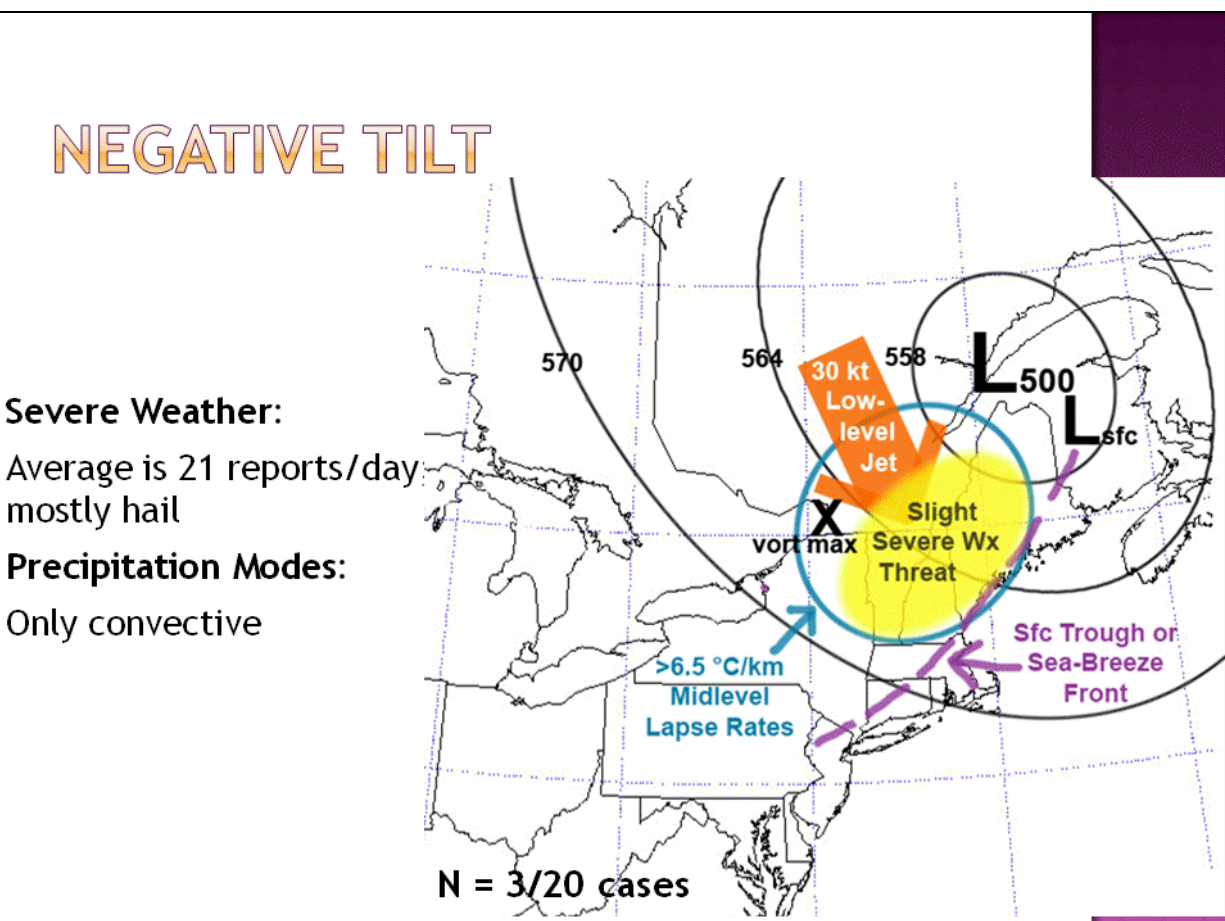 NEGATIVE TILT
Severe Weather:
Average is 21 reports/day
mostly hail
Precipitation Modes:
Only convective
570
564
558
L500
Lsfc
30 kt
Low-
level
Jet
X
vort max
Slight
Severe Wx
Threat
>6.5 °C/km
Midlevel
Lapse Rates
Sfc Trough or
Sea-Breeze
Front
N = 3/20 cases